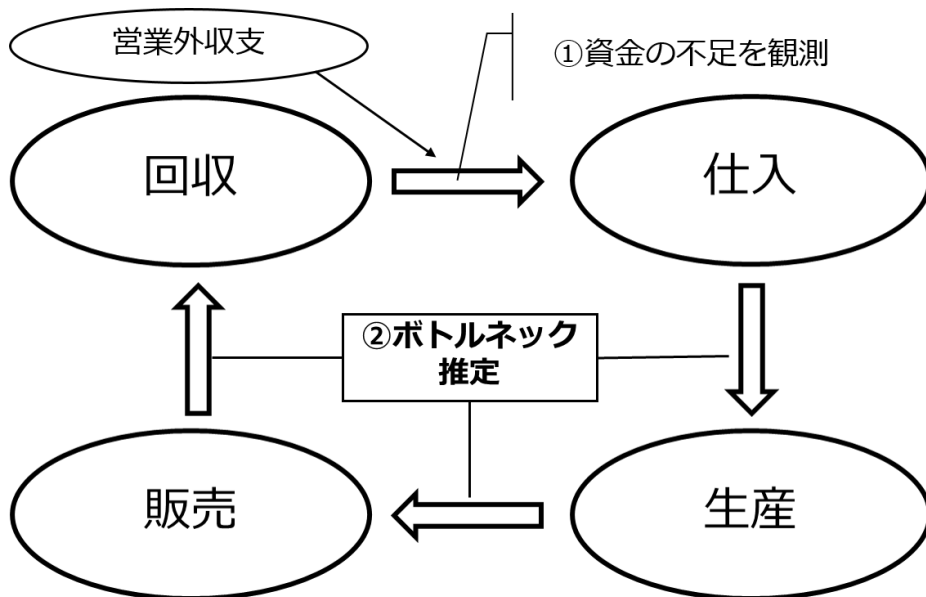 営業外収支
①資金の不足を観測
回収
仕入
②ボトルネック
推定
販売
生産